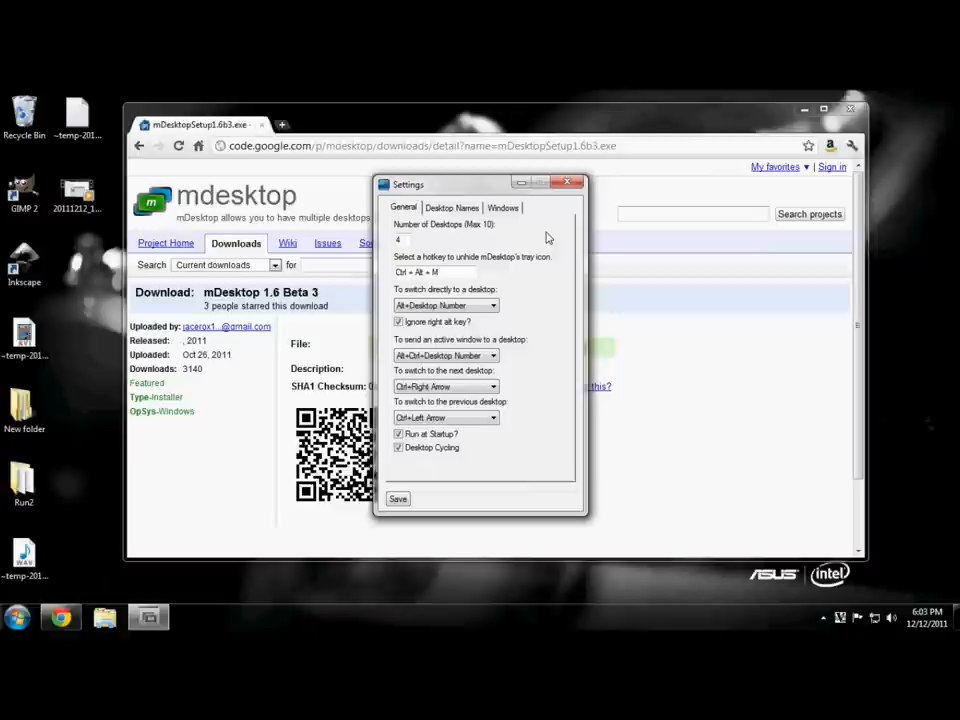 Recycle Bin
~temp-201...
GIMP 2
20111212_1...
Inkscape
~temp-201...
New folder
Run2
~temp-201...
mDesktopSetup1.6b3.exe -
code.google.com/p/mdesktop/downloads/detail?name=mDesktopSetup1.6b3.exe
My favorites ▼ | Sign in
m
mdesktop
mDesktop allows you to have multiple desktops
Search projects
Project Home
Downloads
Wiki
Issues
Search
Current downloads
for
Download: mDesktop 1.6 Beta 3
3 people starred this download
Uploaded by: jacerox1...@gmail.com
Released: , 2011
Uploaded: Oct 26, 2011
Downloads: 3140
Featured
Type-Installer
OpSys-Windows
File:
Description:
SHA1 Checksum:
this?
Settings
General
Desktop Names
Windows
Number of Desktops (Max 10):
4
Select a hotkey to unhide mDesktop's tray icon.
Ctrl + Alt + M
To switch directly to a desktop:
Alt+Desktop Number
Ignore right alt key?
To send an active window to a desktop:
Alt+Ctrl+Desktop Number
To switch to the next desktop:
Ctrl+Right Arrow
To switch to the previous desktop:
Ctrl+Left Arrow
Run at Startup?
Desktop Cycling
Save
ASUS
intel
6:03 PM
12/12/2011